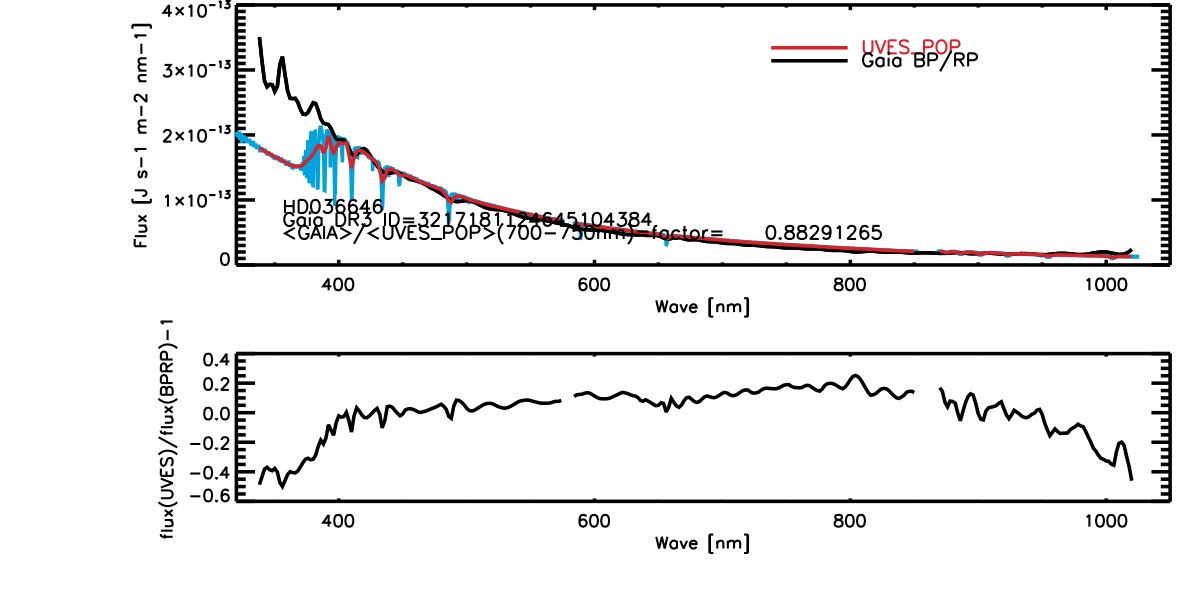 4×10−13
3×10−13
2×10−13
1×10−13
0
Flux [J s−1 m−2 nm−1]
UVES_POP
Gaia BP/RP
HD036646
Gaia DR3 ID=3217181124645104384
<GAIA>/<UVES_POP>(700−750nm)−factor= 0.88291265
400 600 800 1000
Wave [nm]
flux(UVES)/flux(BPRP)−1
0.4
0.2
0.0
−0.2
−0.4
−0.6
400 600 800 1000
Wave [nm]